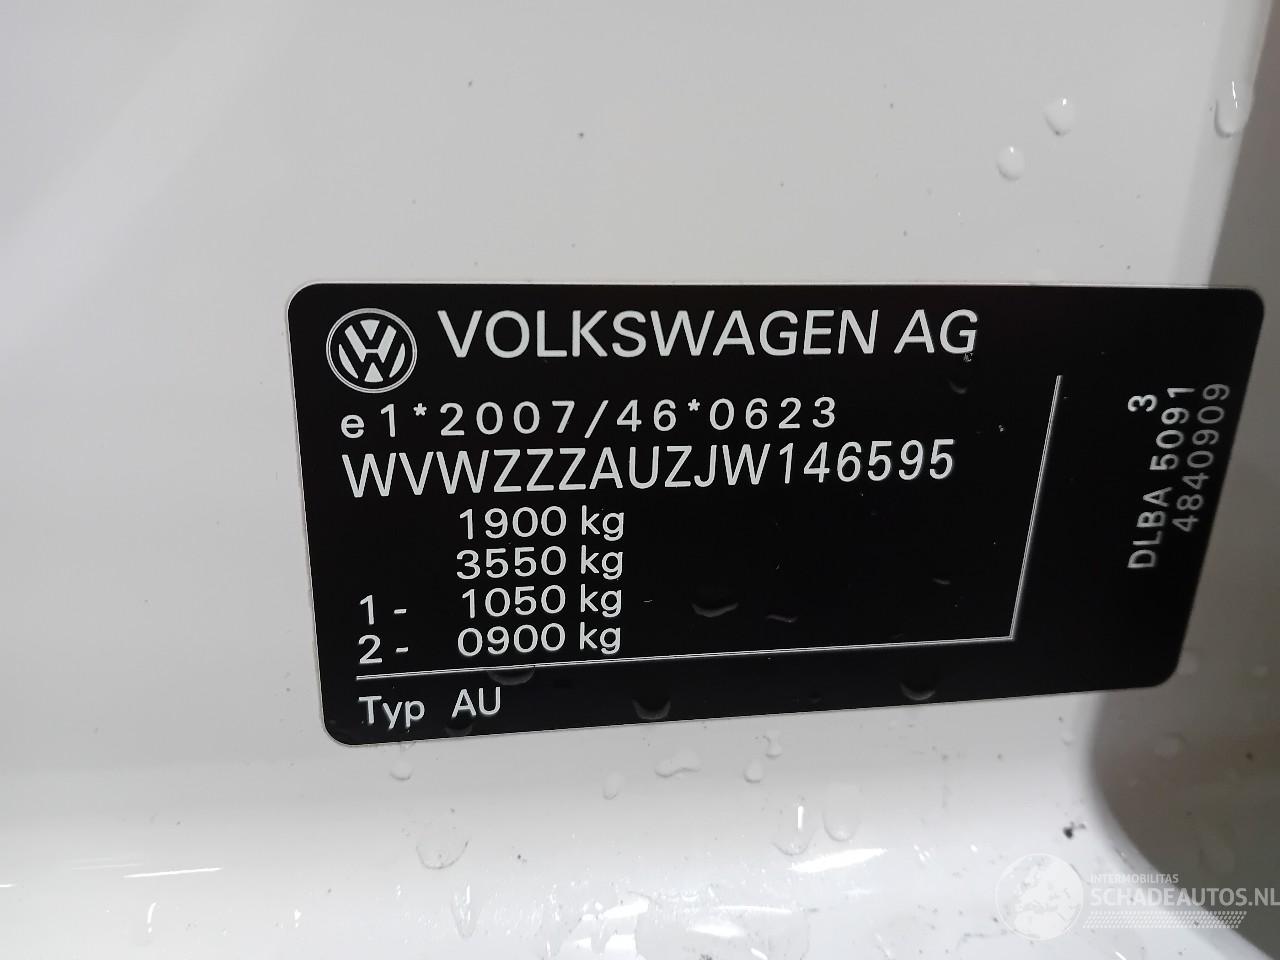 VOLKSWAGEN AG
e1*2007/46*0623
WVWZZZAUZJW146595
1900 kg
3550 kg
1- 1050 kg
2- 0900 kg
Typ AU
3
DLBA 5091
4840909
INTERMOBILITAS
SCHADEAUTOS.NL